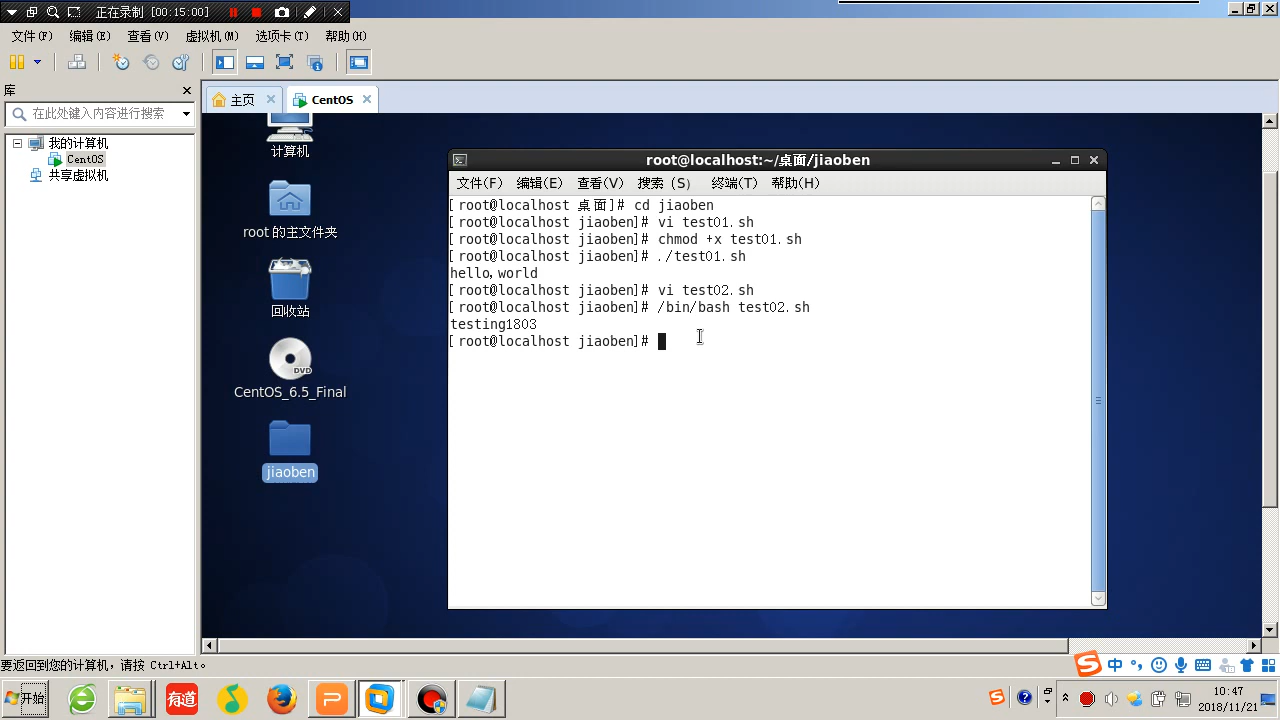 正在录制 [00:15:00]
文件(F) 编辑(E) 查看(V) 虚拟机(M) 选项卡(T) 帮助(H)
库
在此处键入内容进行搜索
主页
CentOS
我的计算机
CentOS
共享虚拟机
计算机
root 的主文件夹
回收站
DVD
CentOS_6.5_Final
jiaoben
root@localhost:~/桌面/jiaoben
文件(F) 编辑(E) 查看(V) 搜索 (S) 终端(T) 帮助(H)
[root@localhost 桌面]# cd jiaoben
[root@localhost jiaoben]# vi test01.sh
[root@localhost jiaoben]# chmod +x test01.sh
[root@localhost jiaoben]# ./test01.sh
hello,world
[root@localhost jiaoben]# vi test02.sh
[root@localhost jiaoben]# /bin/bash test02.sh
testing1803
[root@localhost jiaoben]#
要返回到您的计算机，请按 Ctrl+Alt。
中
开始
有道
10:47
2018/11/21